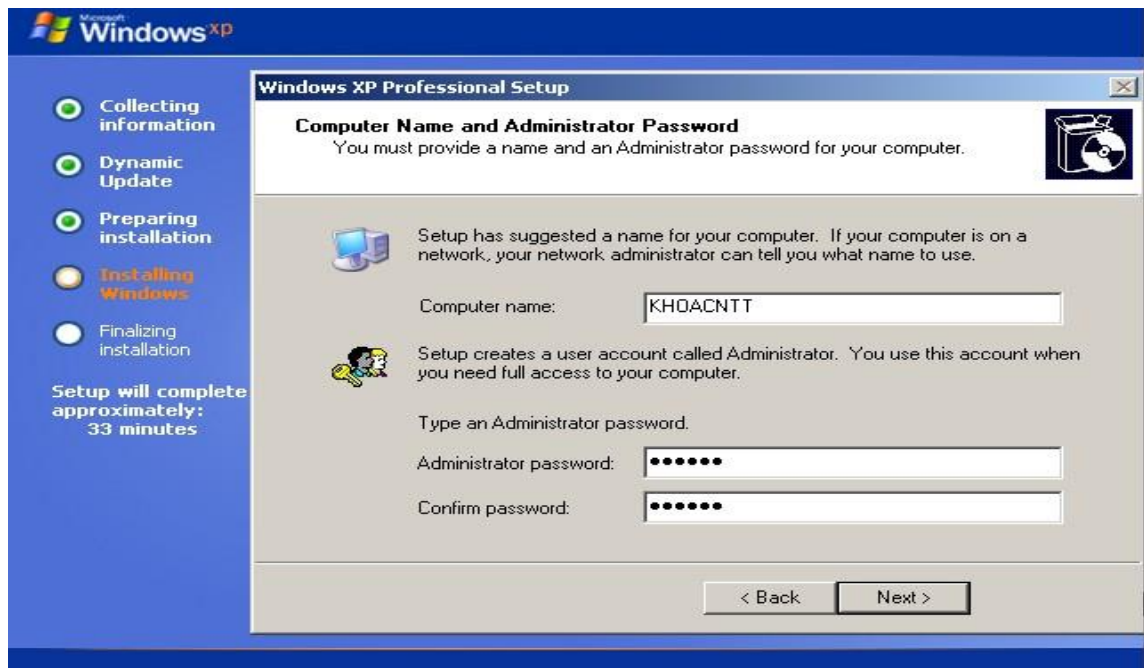 Microsoft
Windows xp
Collecting
information
Dynamic
Update
Preparing
installation
Installing
Windows
Finalizing
installation
Setup will complete
approximately:
33 minutes
Windows XP Professional Setup
Computer Name and Administrator Password
You must provide a name and an Administrator password for your computer.
Setup has suggested a name for your computer. If your computer is on a
network, your network administrator can tell you what name to use.
Computer name: KHOACNTT
Setup creates a user account called Administrator. You use this account when
you need full access to your computer.
Type an Administrator password.
Administrator password: ●●●●●●
Confirm password: ●●●●●●
< Back Next >